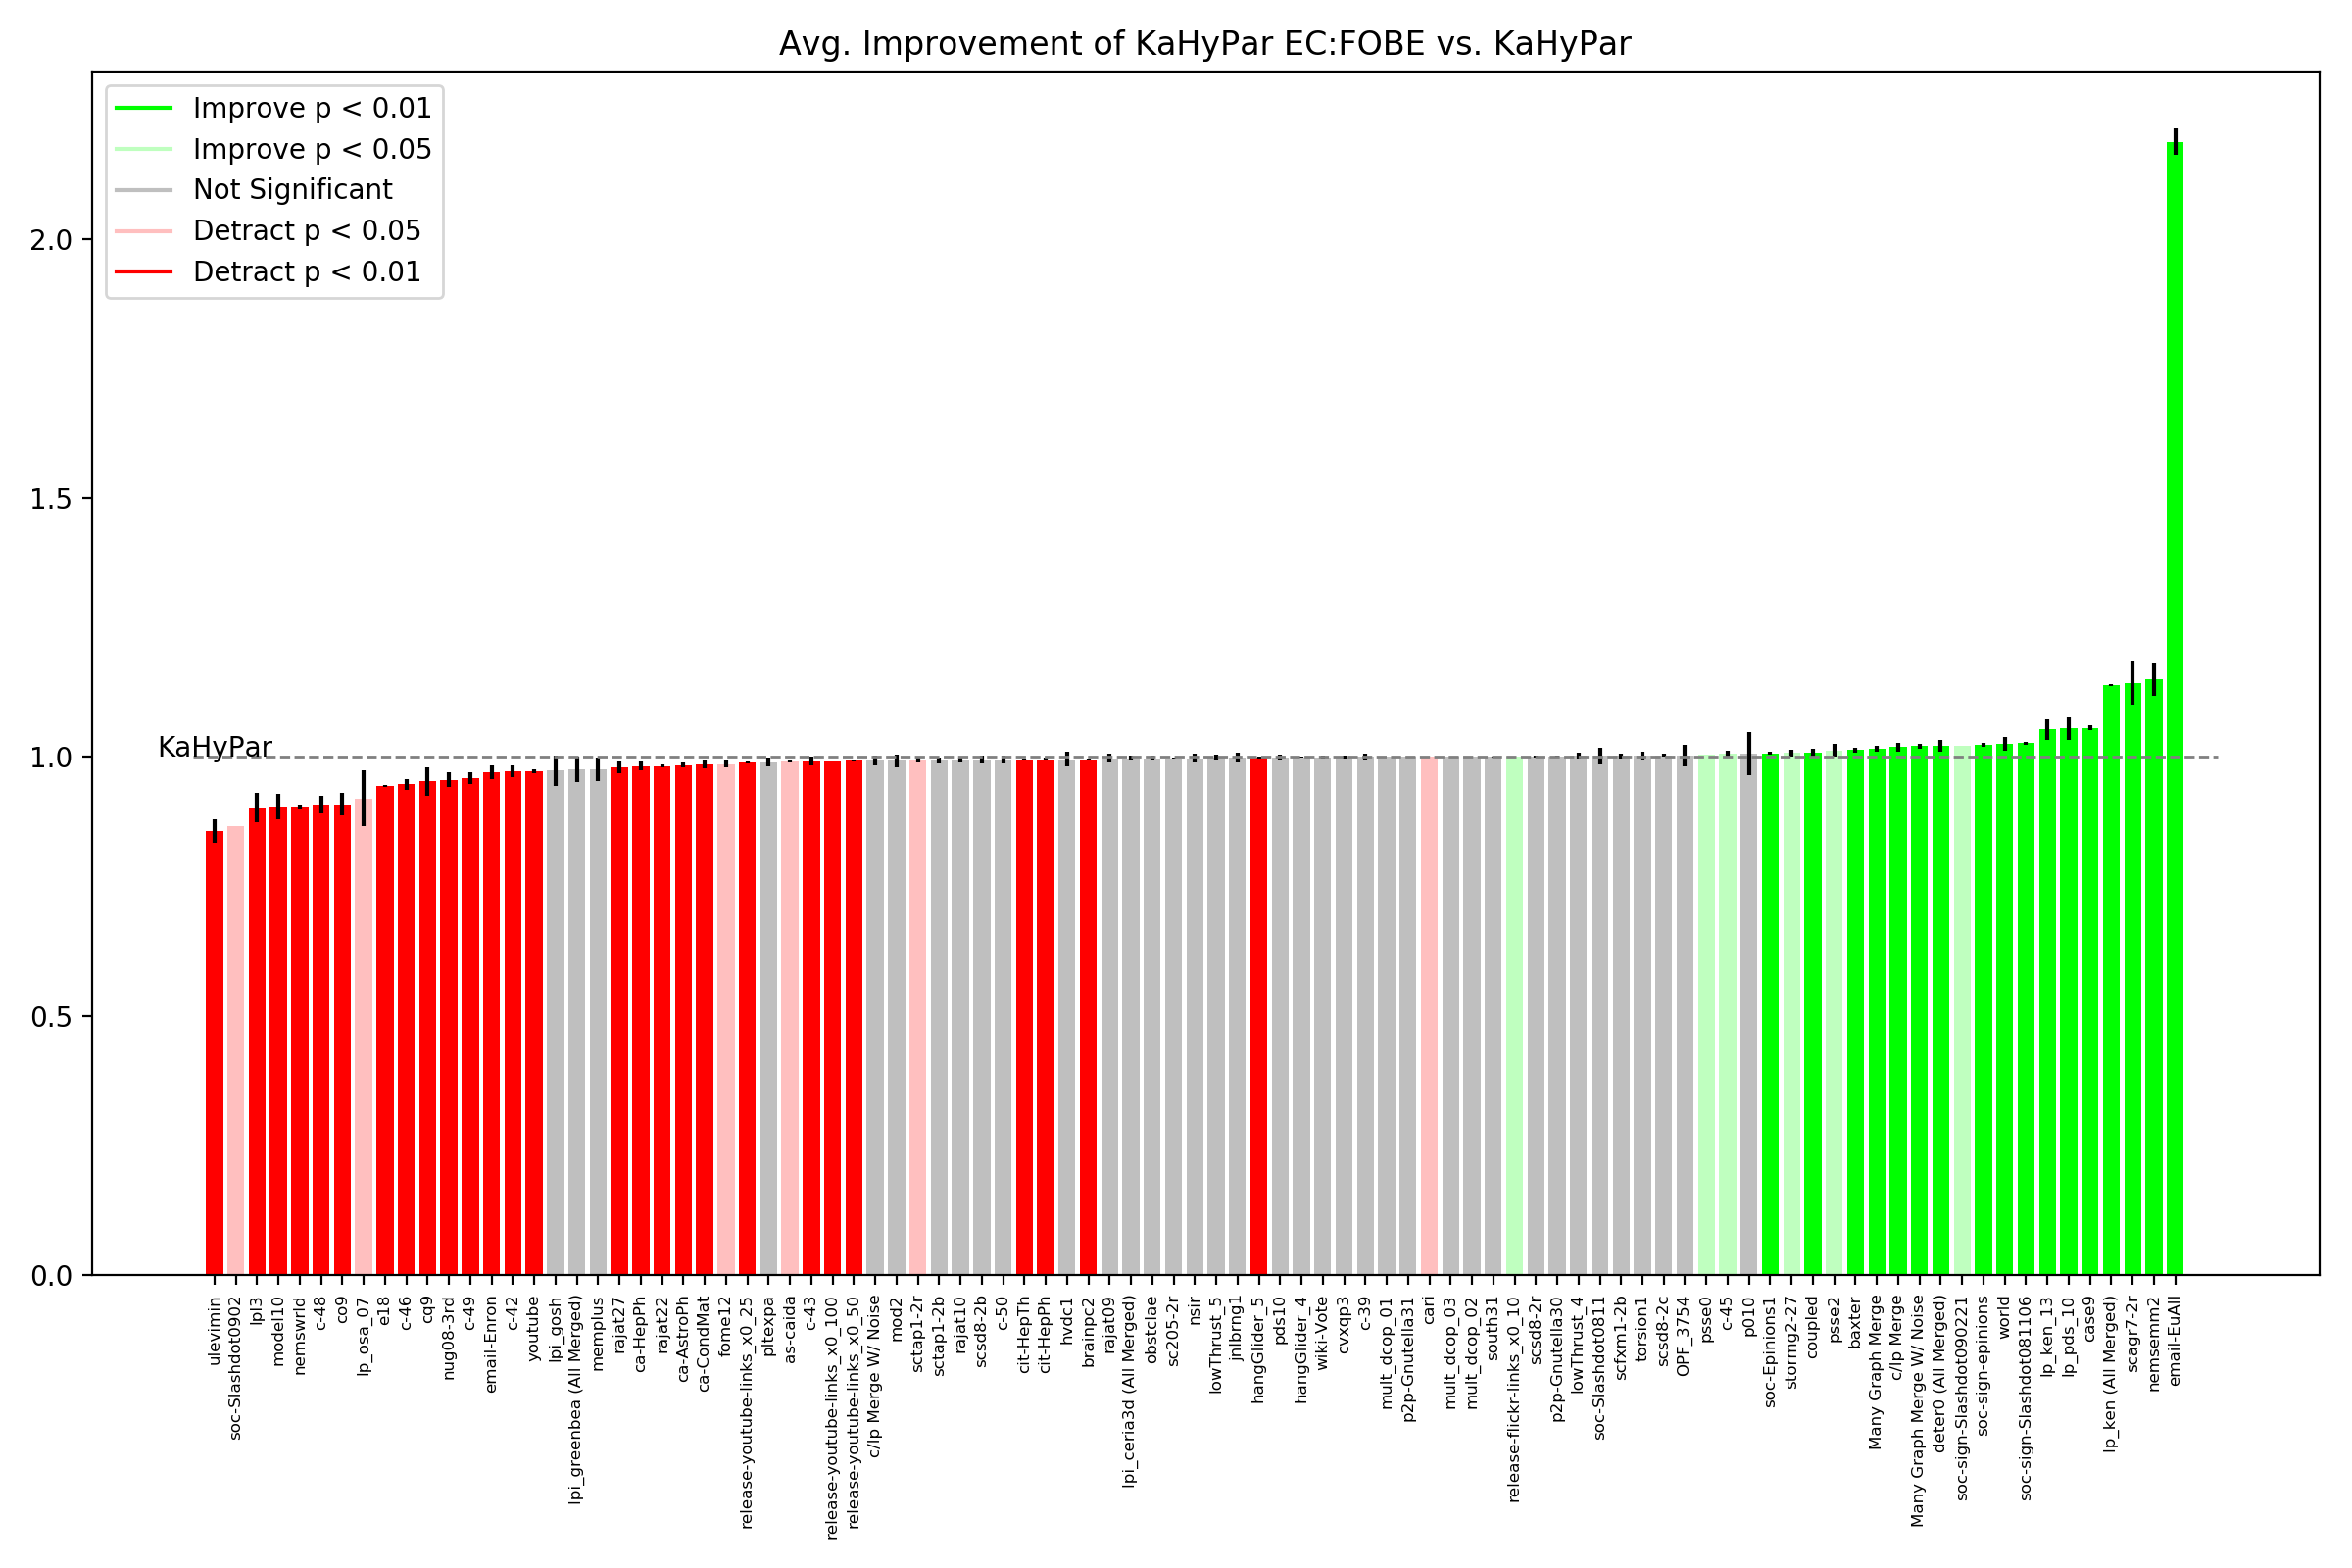 Avg. Improvement of KaHyPar EC:FOBE vs. KaHyPar
Improve p < 0.01
Improve p < 0.05
Not Significant
Detract p < 0.05
Detract p < 0.01
2.0
1.5
1.0
0.5
0.0
KaHyPar
ulevimin
soc-Slashdot0902
lpl3
model10
nemswrld
c-48
co9
lp_osa_07
e18
c-46
cq9
nug08-3rd
c-49
email-Enron
c-42
youtube
lpi_gosh
lpi_greenbea (All Merged)
memplus
rajat27
ca-HepPh
rajat22
ca-AstroPh
ca-CondMat
fome12
release-youtube-links_x0_25
pltexpa
as-caida
c-43
release-youtube-links_x0_100
release-youtube-links_x0_50
c/lp Merge W/ Noise
mod2
sctap1-2r
sctap1-2b
rajat10
scsd8-2b
c-50
cit-HepTh
cit-HepPh
hvdc1
brainpc2
rajat09
lpi_ceria3d (All Merged)
obstclae
sc205-2r
nsir
lowThrust_5
jnlbrng1
hangGlider_5
pds10
hangGlider_4
wiki-Vote
cvxqp3
c-39
mult_dcop_01
p2p-Gnutella31
cari
mult_dcop_03
mult_dcop_02
south31
release-flickr-links_x0_10
scsd8-2r
p2p-Gnutella30
lowThrust_4
soc-Slashdot0811
scfxm1-2b
torsion1
scsd8-2c
OPF_3754
psse0
c-45
p010
soc-Epinions1
stormg2-27
coupled
psse2
baxter
Many Graph Merge
c/lp Merge
Many Graph Merge W/ Noise
deter0 (All Merged)
soc-sign-Slashdot090221
soc-sign-epinions
world
soc-sign-Slashdot081106
lp_ken_13
lp_pds_10
case9
lp_ken (All Merged)
scagr7-2r
nemsemm2
email-EuAll